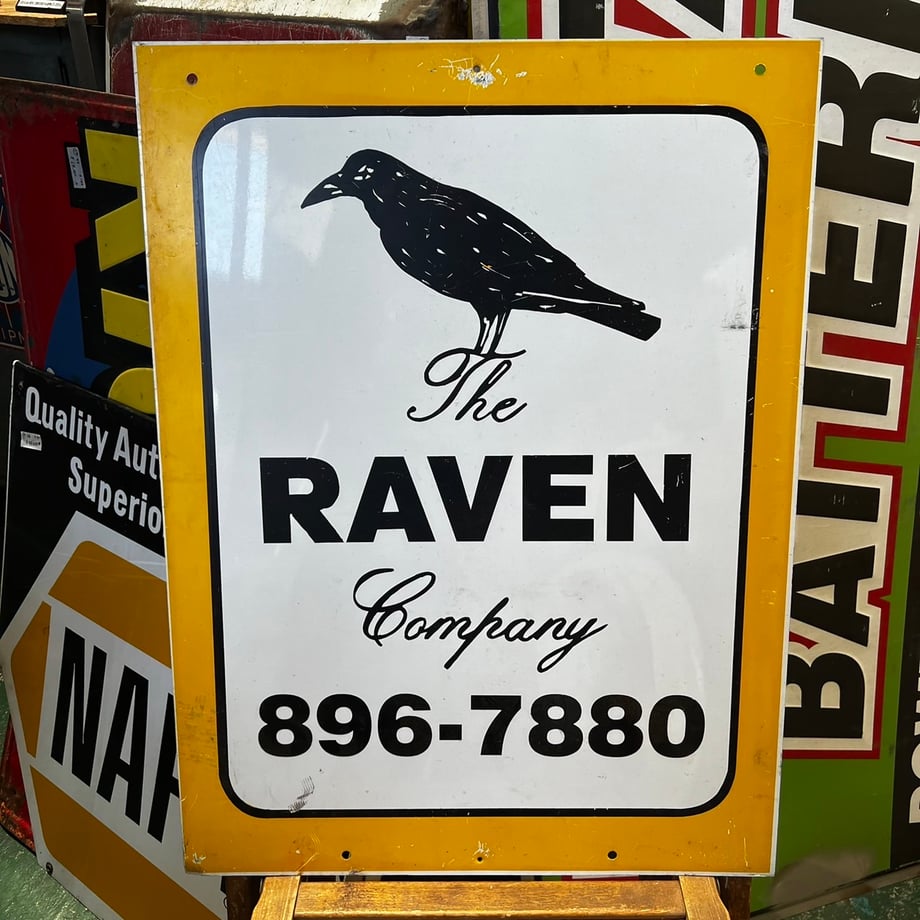 The
RAVEN
Company
896-7880
Quality Aut
Superio
NAP
BATTER